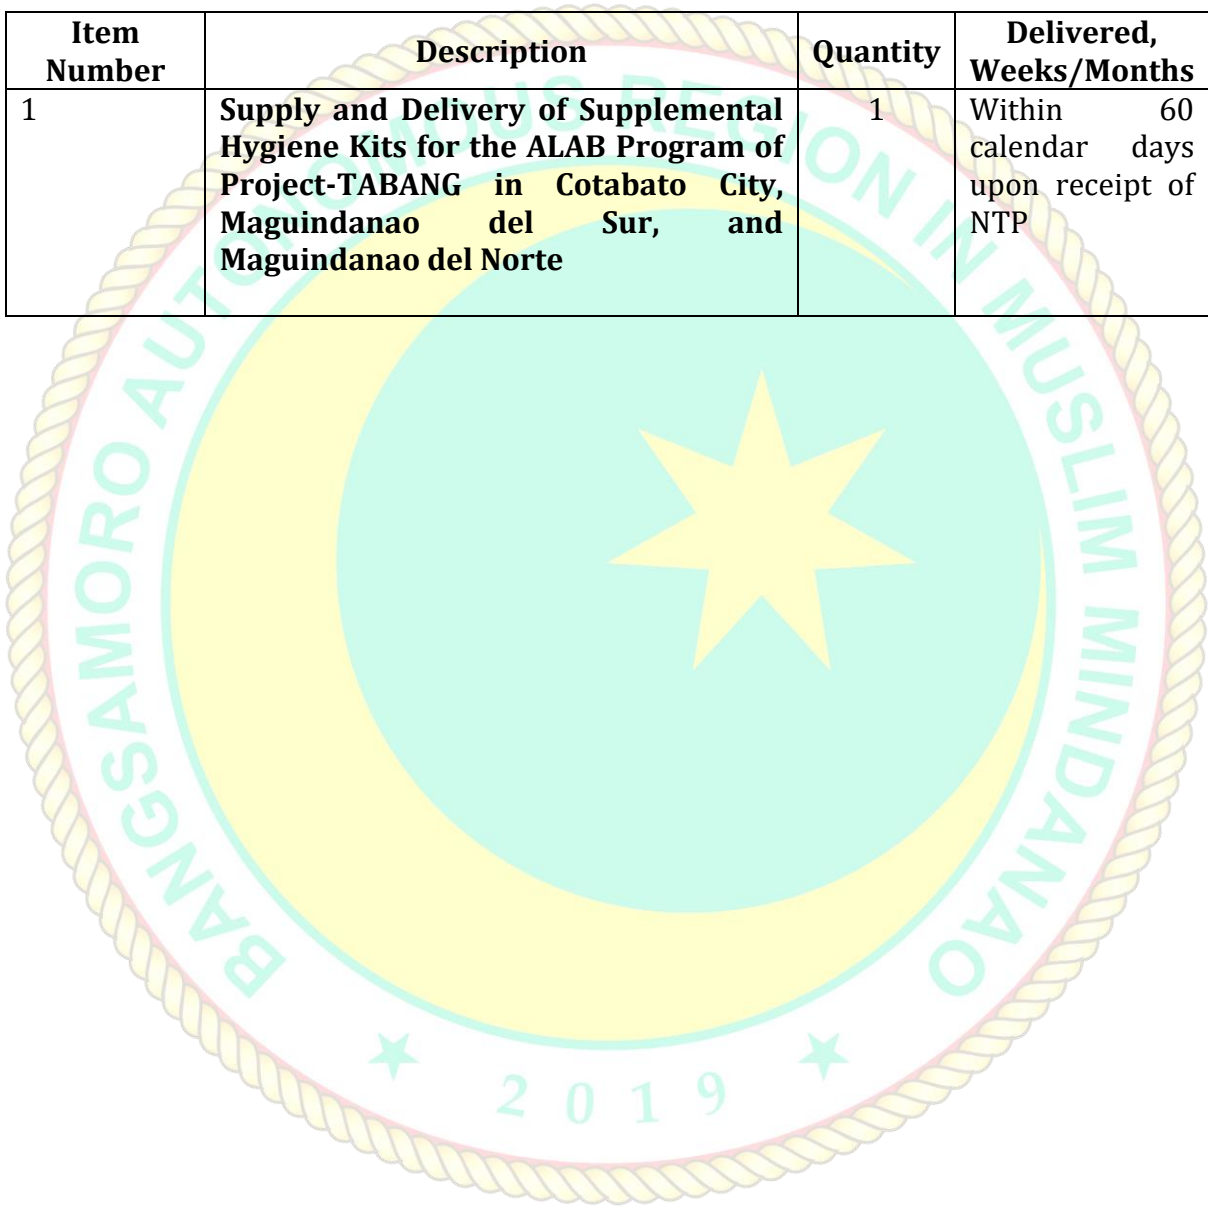 Item
Number
Description
Quantity
Delivered,
Weeks/Months
1
Supply and Delivery of Supplemental
Hygiene Kits for the ALAB Program of
Project-TABANG in Cotabato City,
Maguindanao del Sur, and
Maguindanao del Norte
1
Within 60
calendar days
upon receipt of
NTP
BANGSAMORO AUTONOMOUS REGION IN MUSLIM MINDANAO
2019